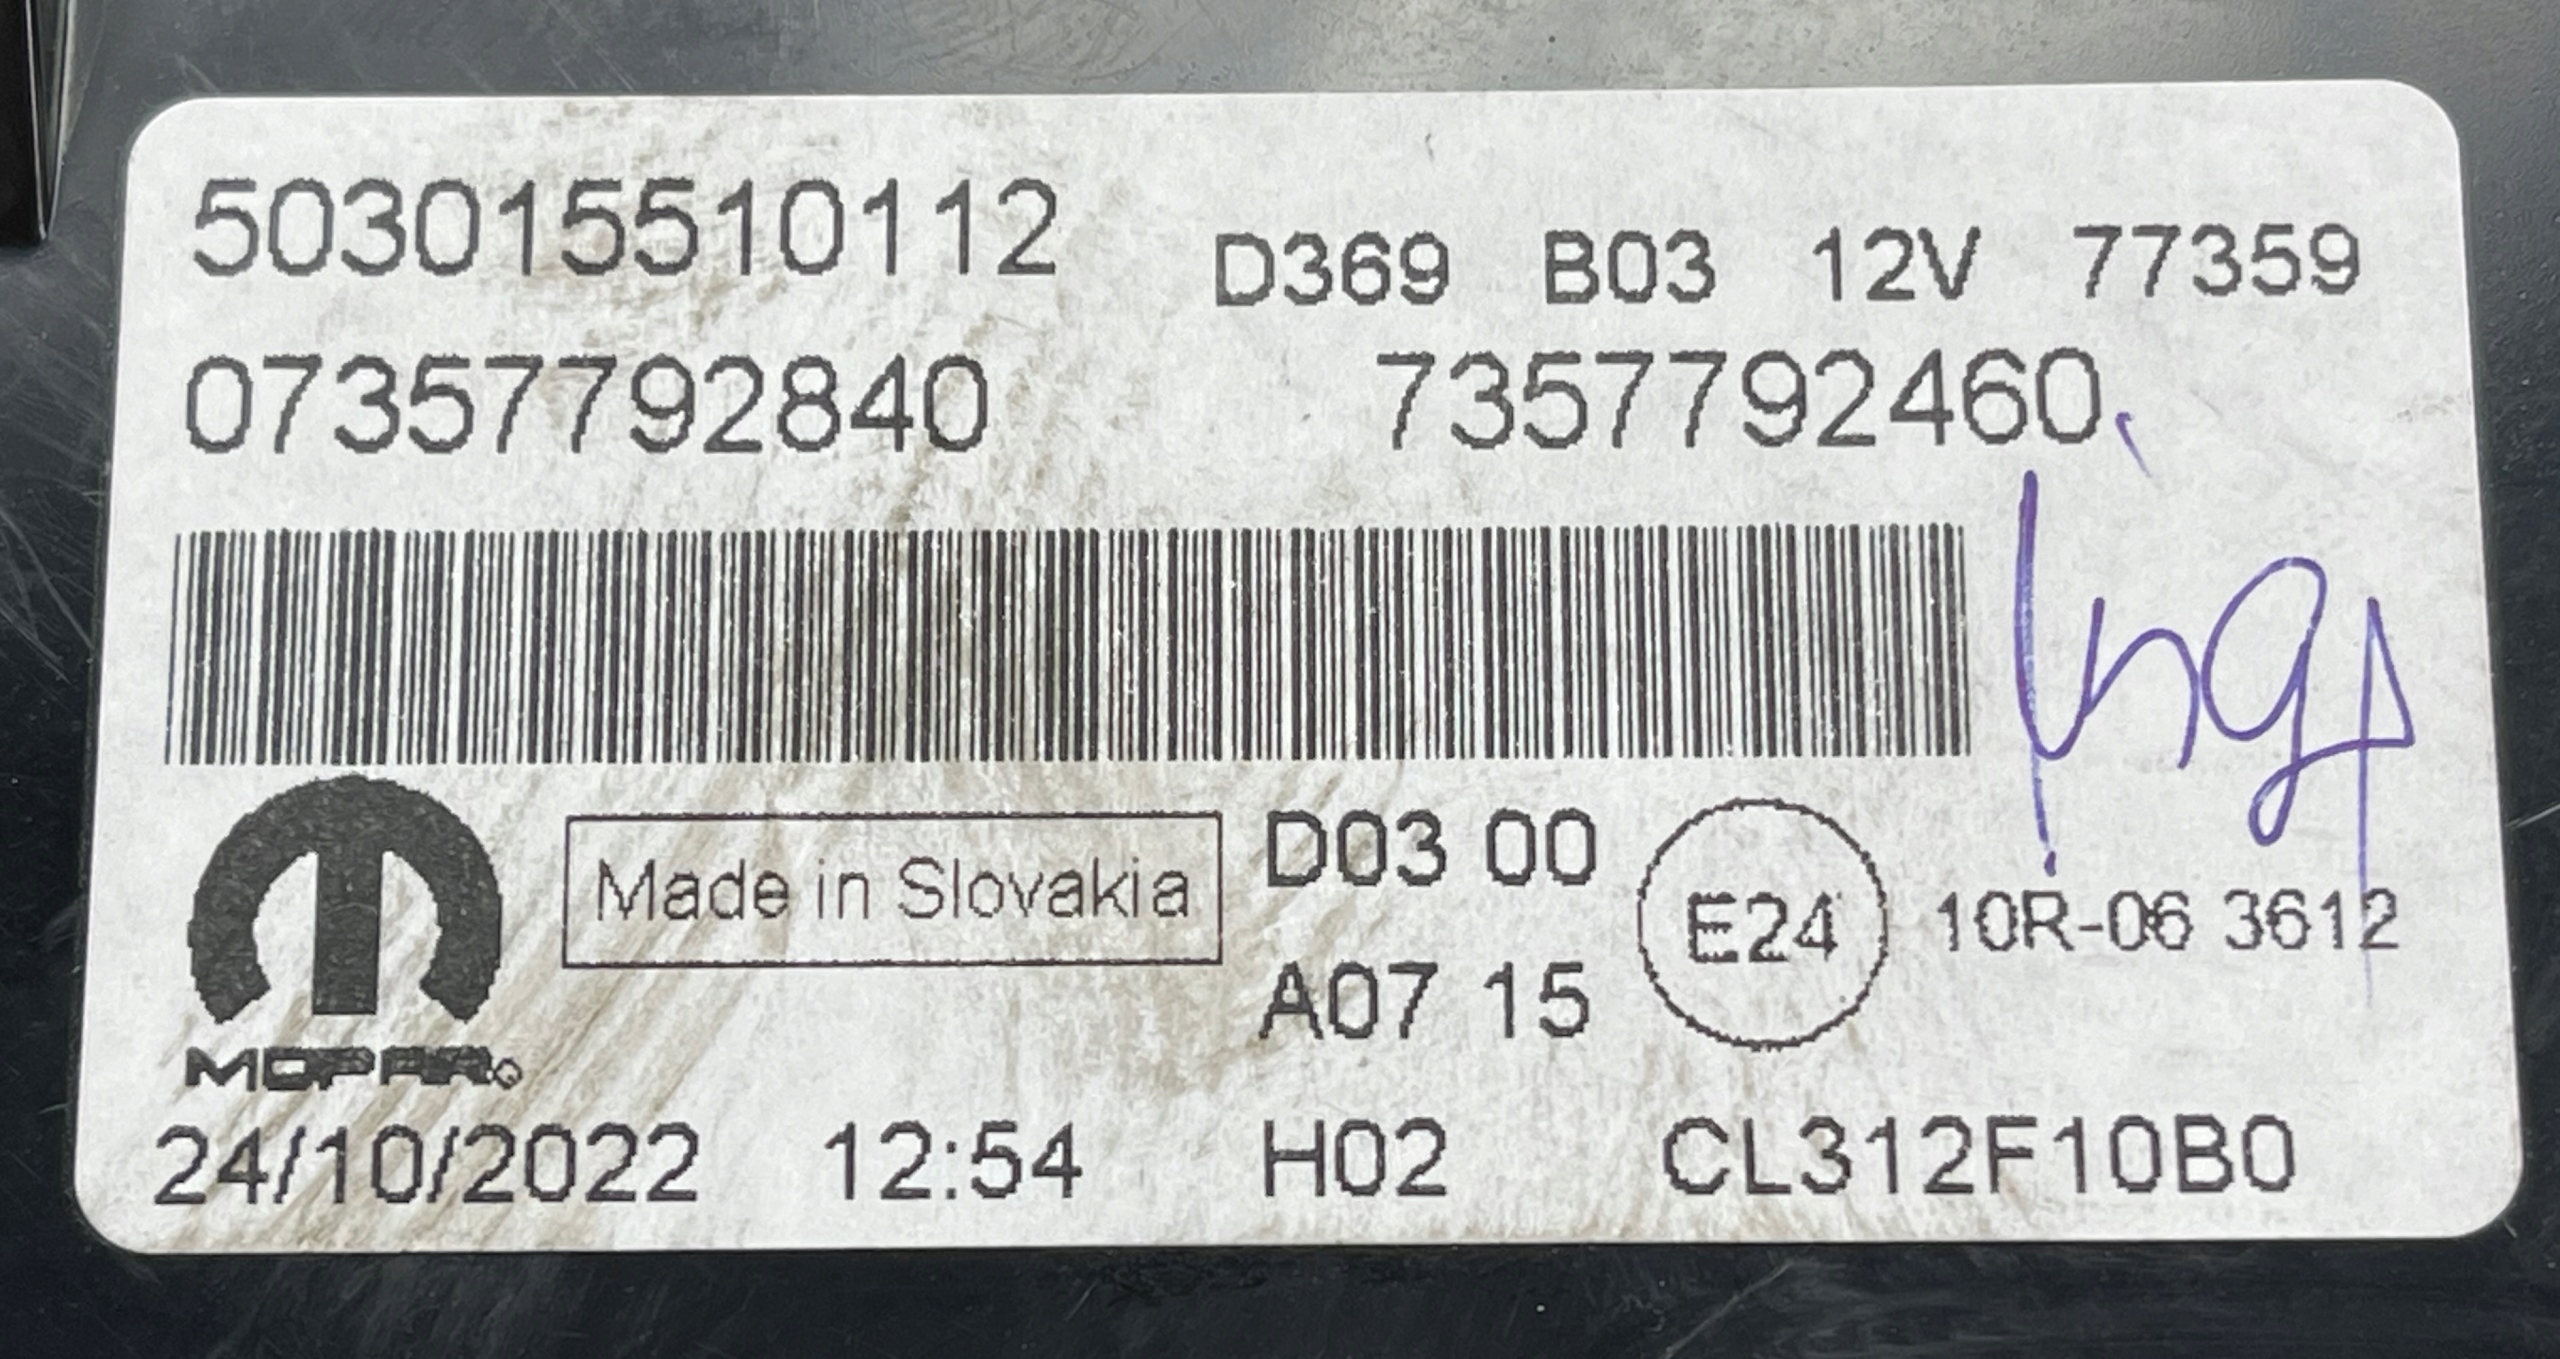 503015510112 D369 B03 12V 77359
07357792840 7357792460
Made in Slovakia D03 00 E24 10R-06 3612
A07 15
MOPAR
24/10/2022 12:54 H02 CL312F10B0